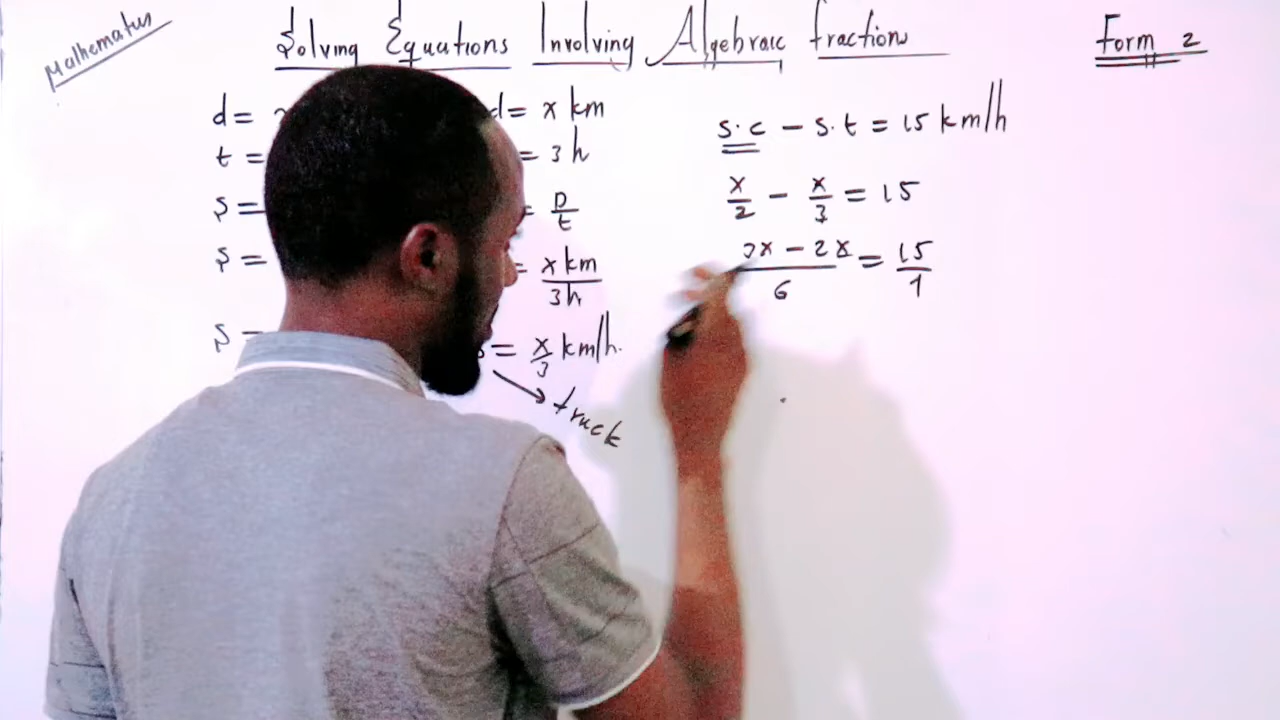 Mathematics
Solving Equations Involving Algebraic fractions
Form 2
d =
t =
S =
S =
S =
d = x km
= 3 h
= D/t
= x km/3h
= x/3 km/h.
truck
S.C - S.t = 15 km/h
x/2 - x/3 = 15
3x - 2x/6 = 15/1